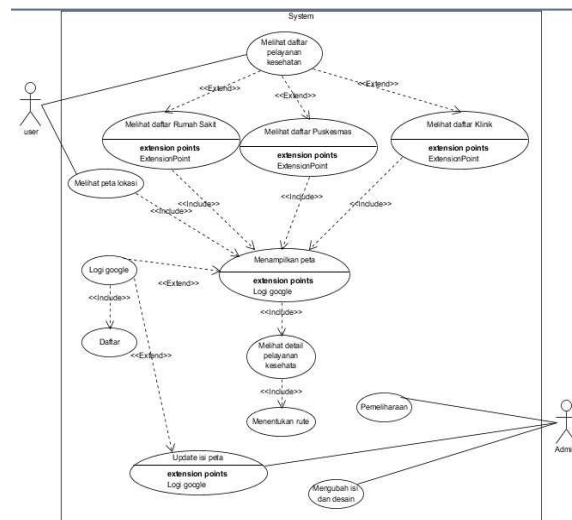 System
Melihat daftar
pelayanan
kesehatan
<<Extend>>
<<Extend>>
<<Extend>>
user
Melihat daftar Rumah Sakit
extension points
ExtensionPoint
Melihat daftar Puskesmas
extension points
ExtensionPoint
Melihat daftar Klinik
extension points
ExtensionPoint
Melihat peta lokasi
<<Include>>
<<Include>>
<<Include>>
<<Include>>
Menampilkan peta
extension points
Logi google
Logi google
<<Extend>>
<<Include>>
<<Include>>
Daftar
<<Extend>>
Melihat detail
pelayanan
kesehata
<<Include>>
Menentukan rute
Pemeliharaan
Admin
Update isi peta
extension points
Logi google
Mengubah isi
dan desain